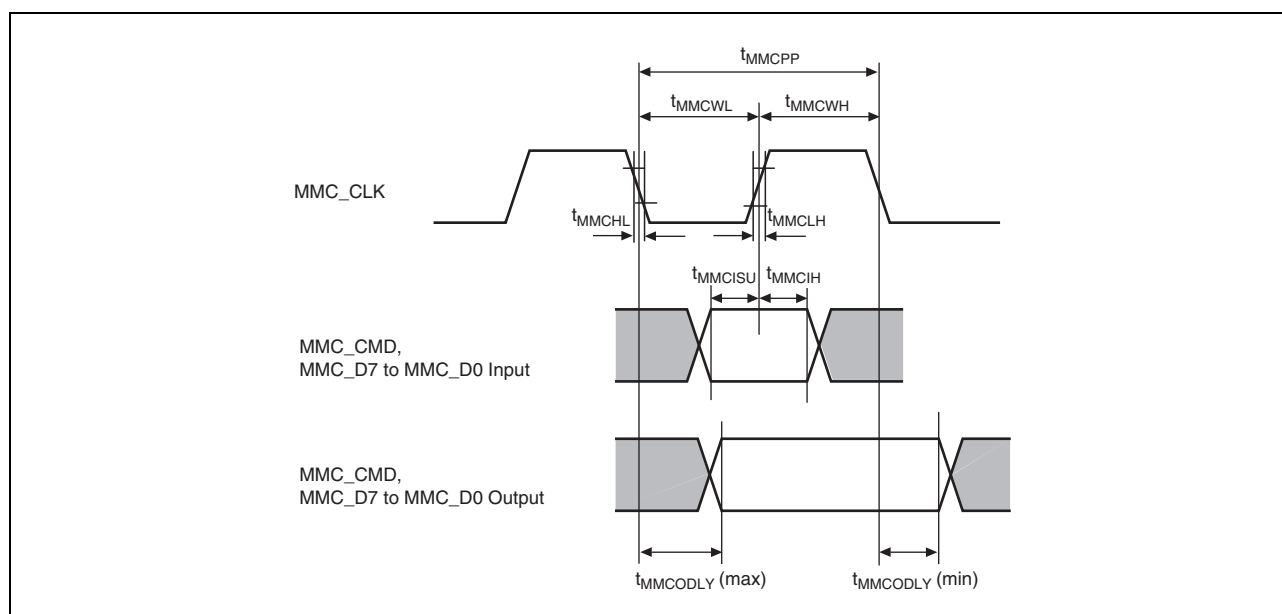 tMMCPP
tMMCWL
tMMCWH
MMC_CLK
tMMCHL
tMMCLH
tMMCISU
tMMCIH
MMC_CMD,
MMC_D7 to MMC_D0 Input
MMC_CMD,
MMC_D7 to MMC_D0 Output
tMMCODLY (max)
tMMCODLY (min)